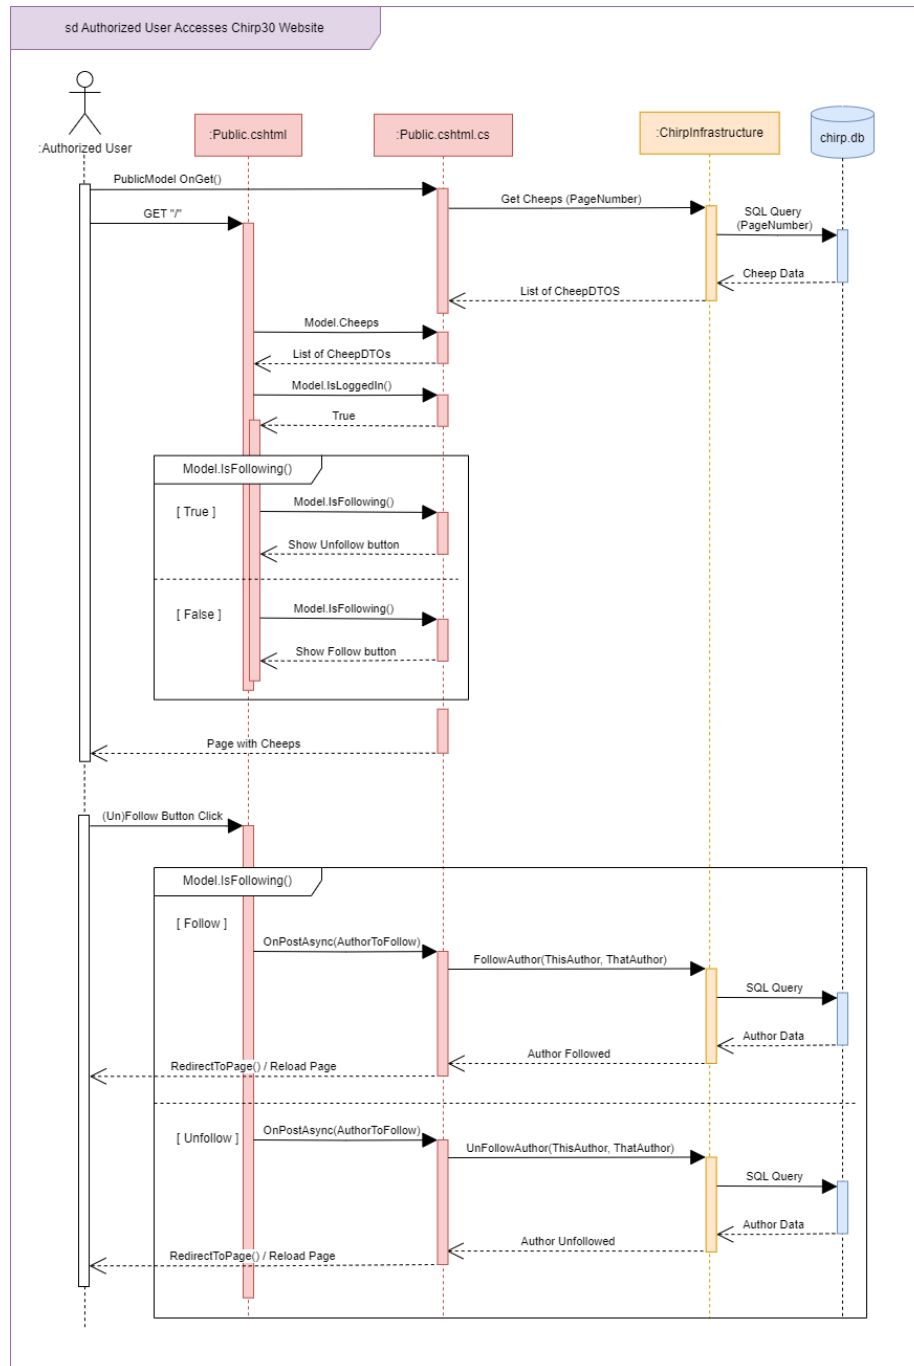 sd Authorized User Accesses Chirp30 Website
:Authorized User
:Public.cshtml
:Public.cshtml.cs
:ChirpInfrastructure
chirp.db
PublicModel OnGet()
GET "/"
Get Cheeps (PageNumber)
SQL Query
(PageNumber)
Cheep Data
List of CheepDTOS
Model.Cheeps
List of CheepDTOs
Model.IsLoggedIn()
True
Model.IsFollowing()
[ True ]
Model.IsFollowing()
Show Unfollow button
[ False ]
Model.IsFollowing()
Show Follow button
Page with Cheeps
(Un)Follow Button Click
Model.IsFollowing()
[ Follow ]
OnPostAsync(AuthorToFollow)
FollowAuthor(ThisAuthor, ThatAuthor)
SQL Query
Author Data
Author Followed
RedirectToPage() / Reload Page
[ Unfollow ]
OnPostAsync(AuthorToFollow)
UnFollowAuthor(ThisAuthor, ThatAuthor)
SQL Query
Author Data
Author Unfollowed
RedirectToPage() / Reload Page